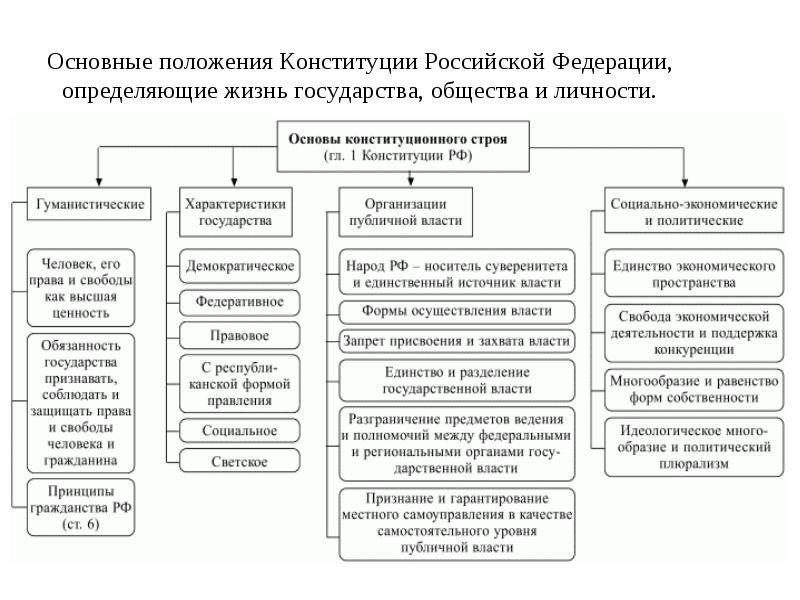 Основные положения Конституции Российской Федерации,
определяющие жизнь государства, общества и личности.
Основы конституционного строя
(гл. 1 Конституции РФ)
Гуманистические
Человек, его
права и свободы
как высшая
ценность
Обязанность
государства
признавать,
соблюдать и
защищать права
и свободы
человека и
гражданина
Принципы
гражданства РФ
(ст. 6)
Характеристики
государства
Демократическое
Федеративное
Правовое
С республи-
канской формой
правления
Социальное
Светское
Организации
публичной власти
Народ РФ – носитель суверенитета
и единственный источник власти
Формы осуществления власти
Запрет присвоения и захвата власти
Единство и разделение
государственной власти
Разграничение предметов ведения
и полномочий между федеральными
и региональными органами госу-
дарственной власти
Признание и гарантирование
местного самоуправления в качестве
самостоятельного уровня
публичной власти
Социально-экономические
и политические
Единство экономического
пространства
Свобода экономической
деятельности и поддержка
конкуренции
Многообразие и равенство
форм собственности
Идеологическое много-
образие и политический
плюрализм